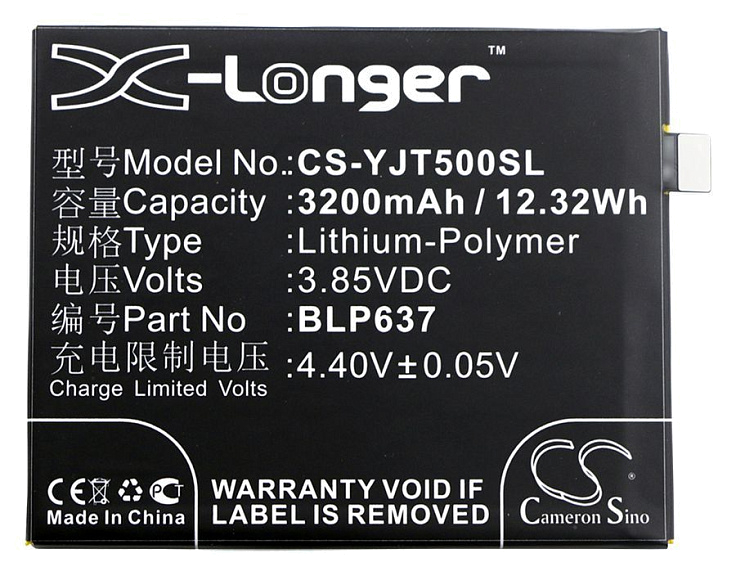 X-Longer™
型号Model No.:CS-YJT500SL
容量Capacity :3200mAh / 12.32Wh
规格Type :Lithium-Polymer
电压Volts :3.85VDC
编号Part No :BLP637
充电限制电压 :4.40V±0.05V
Charge Limited Volts
CE PCT
Made In China
WARRANTY VOID IF
LABEL IS REMOVED
CS®
Cameron Sino